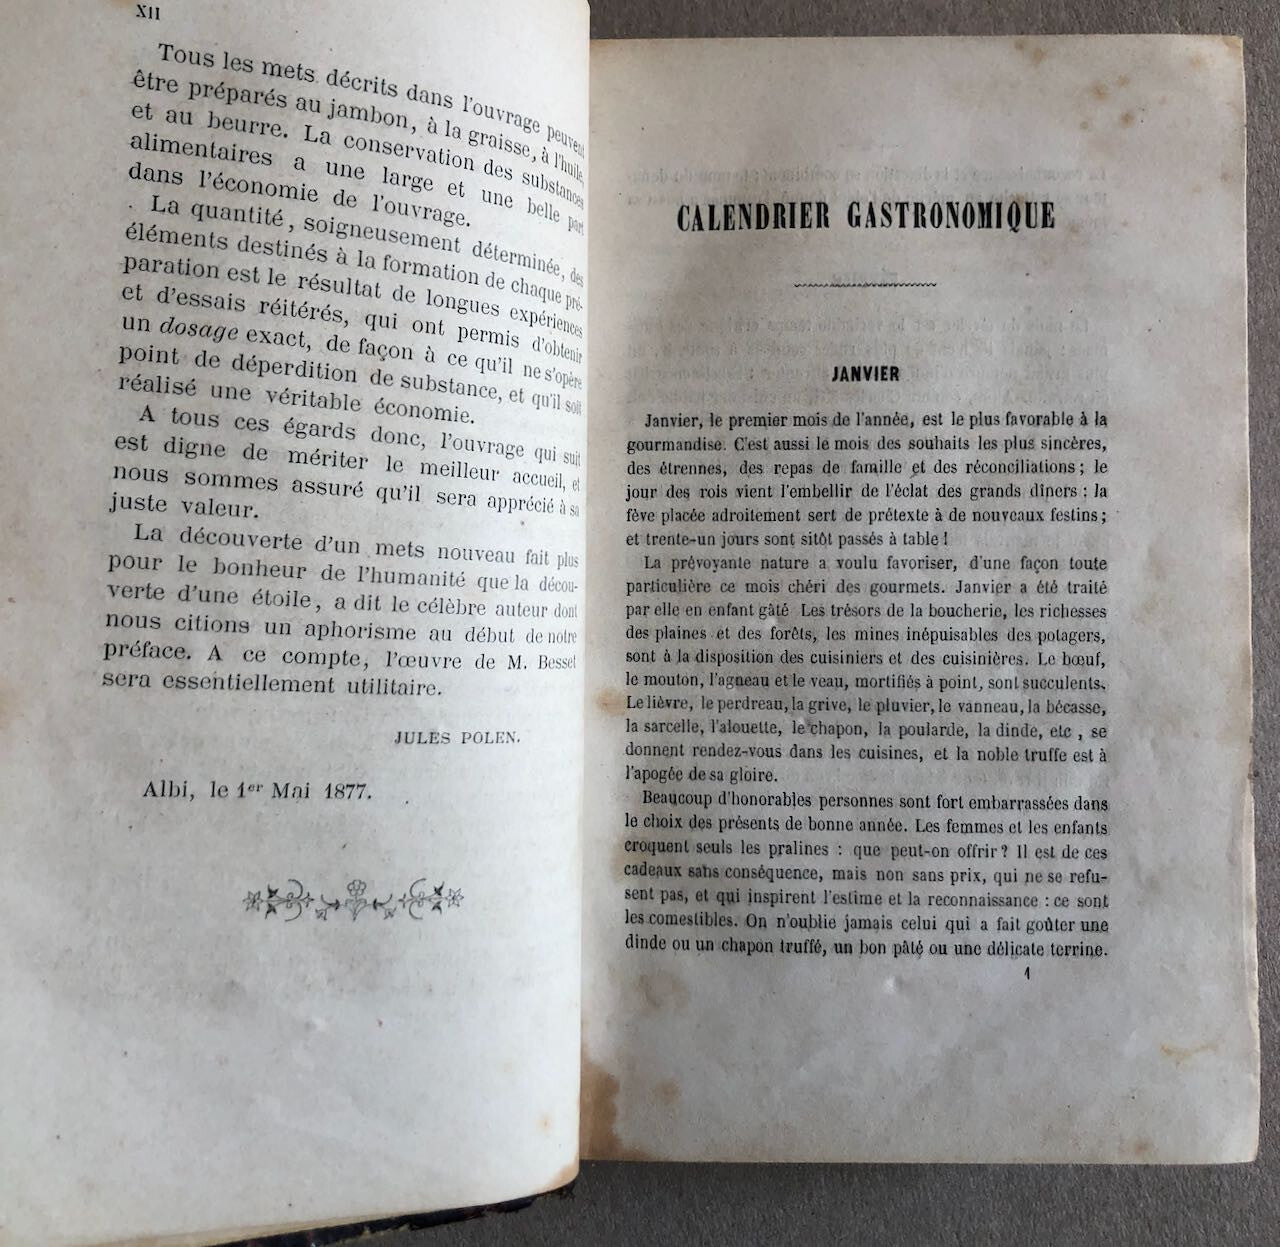 XII
Tous les mets décrits dans l'ouvrage peuvent
être préparés au jambon, à la graisse, à l'huile,
et au beurre. La conservation des substances
alimentaires a une large et une belle part
dans l'économie de l'ouvrage.
La quantité, soigneusement déterminée, des
éléments destinés à la formation de chaque pré-
paration est le résultat de longues expériences
et d'essais réitérés, qui ont permis d'obtenir
un dosage exact, de façon à ce qu'il ne s'opère
point de déperdition de substance, et qu'il soit
réalisé une véritable économie.
A tous ces égards donc, l'ouvrage qui suit
est digne de mériter le meilleur accueil, et
nous sommes assuré qu'il sera apprécié à sa
juste valeur.
La découverte d'un mets nouveau fait plus
pour le bonheur de l'humanité que la décou-
verte d'une étoile, a dit le célèbre auteur dont
nous citions un aphorisme au début de notre
préface. A ce compte, l'œuvre de M. Besset
sera essentiellement utilitaire.
JULES POLEN.
Albi, le 1er Mai 1877.
CALENDRIER GASTRONOMIQUE
JANVIER
Janvier, le premier mois de l'année, est le plus favorable à la
gourmandise. C'est aussi le mois des souhaits les plus sincères,
des étrennes, des repas de famille et des réconciliations ; le
jour des rois vient l'embellir de l'éclat des grands dîners : la
fève placée adroitement sert de prétexte à de nouveaux festins ;
et trente-un jours sont sitôt passés à table !
La prévoyante nature a voulu favoriser, d'une façon toute
particulière ce mois chéri des gourmets. Janvier a été traité
par elle en enfant gâté Les trésors de la boucherie, les richesses
des plaines et des forêts, les mines inépuisables des potagers,
sont à la disposition des cuisiniers et des cuisinières. Le bœuf,
le mouton, l'agneau et le veau, mortifiés à point, sont succulents.
Le lièvre, le perdreau, la grive, le pluvier, le vanneau, la bécasse,
la sarcelle, l'alouette, le chapon, la poularde, la dinde, etc , se
donnent rendez-vous dans les cuisines, et la noble truffe est à
l'apogée de sa gloire.
Beaucoup d'honorables personnes sont fort embarrassées dans
le choix des présents de bonne année. Les femmes et les enfants
croquent seuls les pralines : que peut-on offrir ? Il est de ces
cadeaux sans conséquence, mais non sans prix, qui ne se refu-
sent pas, et qui inspirent l'estime et la reconnaissance : ce sont
les comestibles. On n'oublie jamais celui qui a fait goûter une
dinde ou un chapon truffé, un bon pâté ou une délicate terrine.
1